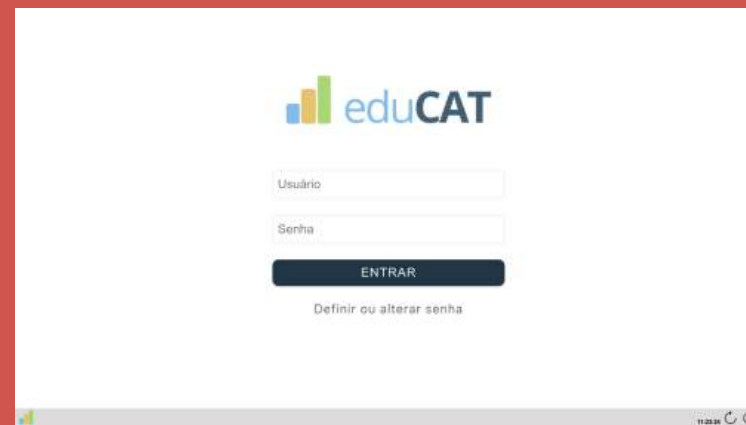 eduCAT
Usuário
Senha
ENTRAR
Definir ou alterar senha